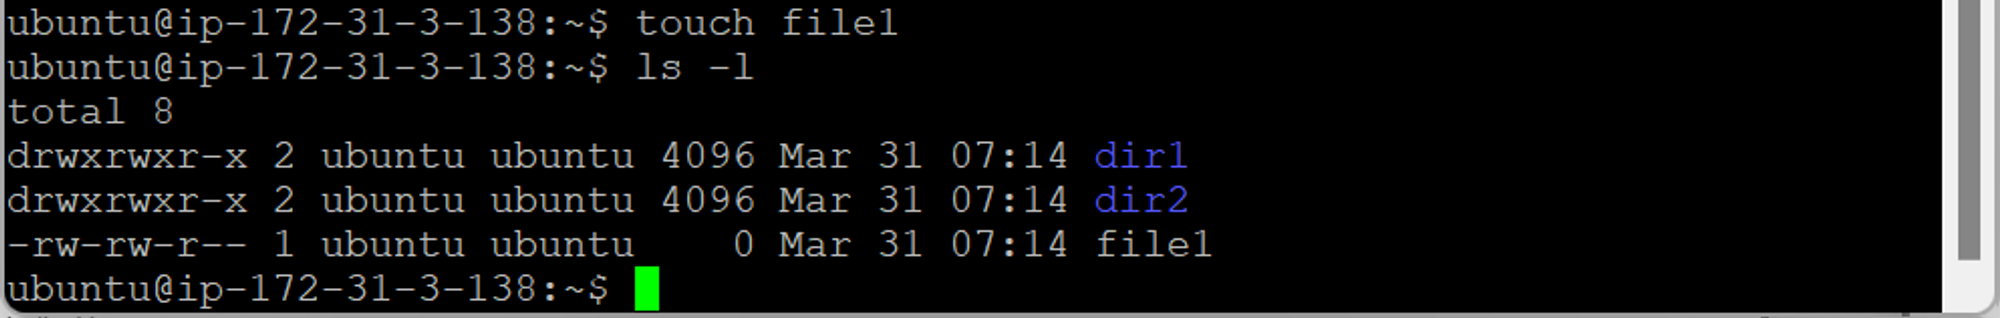 ubuntu@ip-172-31-3-138:~$ touch file1
ubuntu@ip-172-31-3-138:~$ ls -l
total 8
drwxrwxr-x 2 ubuntu ubuntu 4096 Mar 31 07:14 dir1
drwxrwxr-x 2 ubuntu ubuntu 4096 Mar 31 07:14 dir2
-rw-rw-r-- 1 ubuntu ubuntu    0 Mar 31 07:14 file1
ubuntu@ip-172-31-3-138:~$